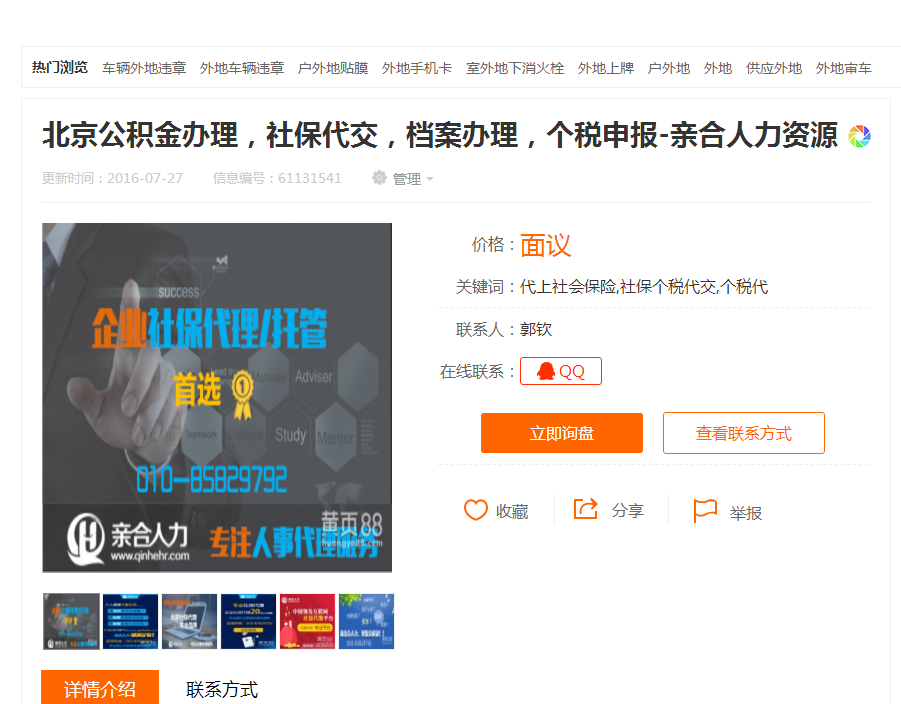 热门浏览 车辆外地违章 外地车辆违章 户外地贴膜 外地手机卡 室外地下消火栓 外地上牌 户外地 外地 供应外地 外地审车
北京公积金办理，社保代交，档案办理，个税申报-亲合人力资源
更新时间：2016-07-27 信息编号：61131541 管理
价格：面议
关键词：代上社会保险,社保个税代交,个税代
联系人：郭钦
在线联系：QQ
立即询盘 查看联系方式
收藏 分享 举报
success
企业社保代理/托管
首选 1
Motivate Adviser
Teamwork Study Mentor
010-85829792
亲合人力
www.qinhehr.com
专注人事代理服务
黄页88
huangye88.com
详情介绍 联系方式